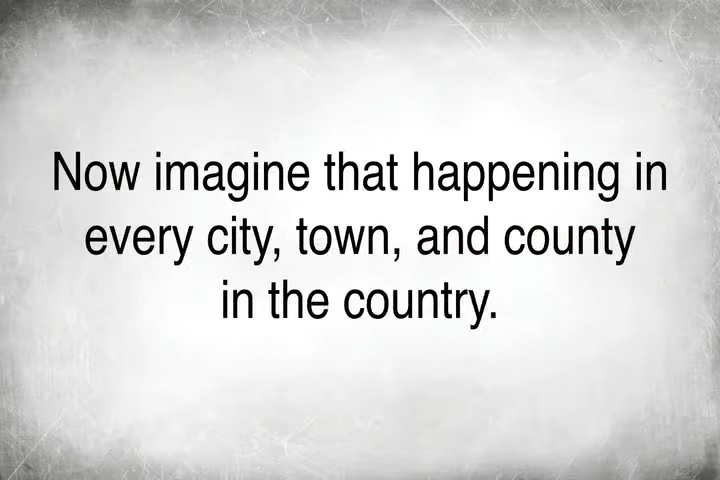 Now imagine that happening in
every city, town, and county
in the country.